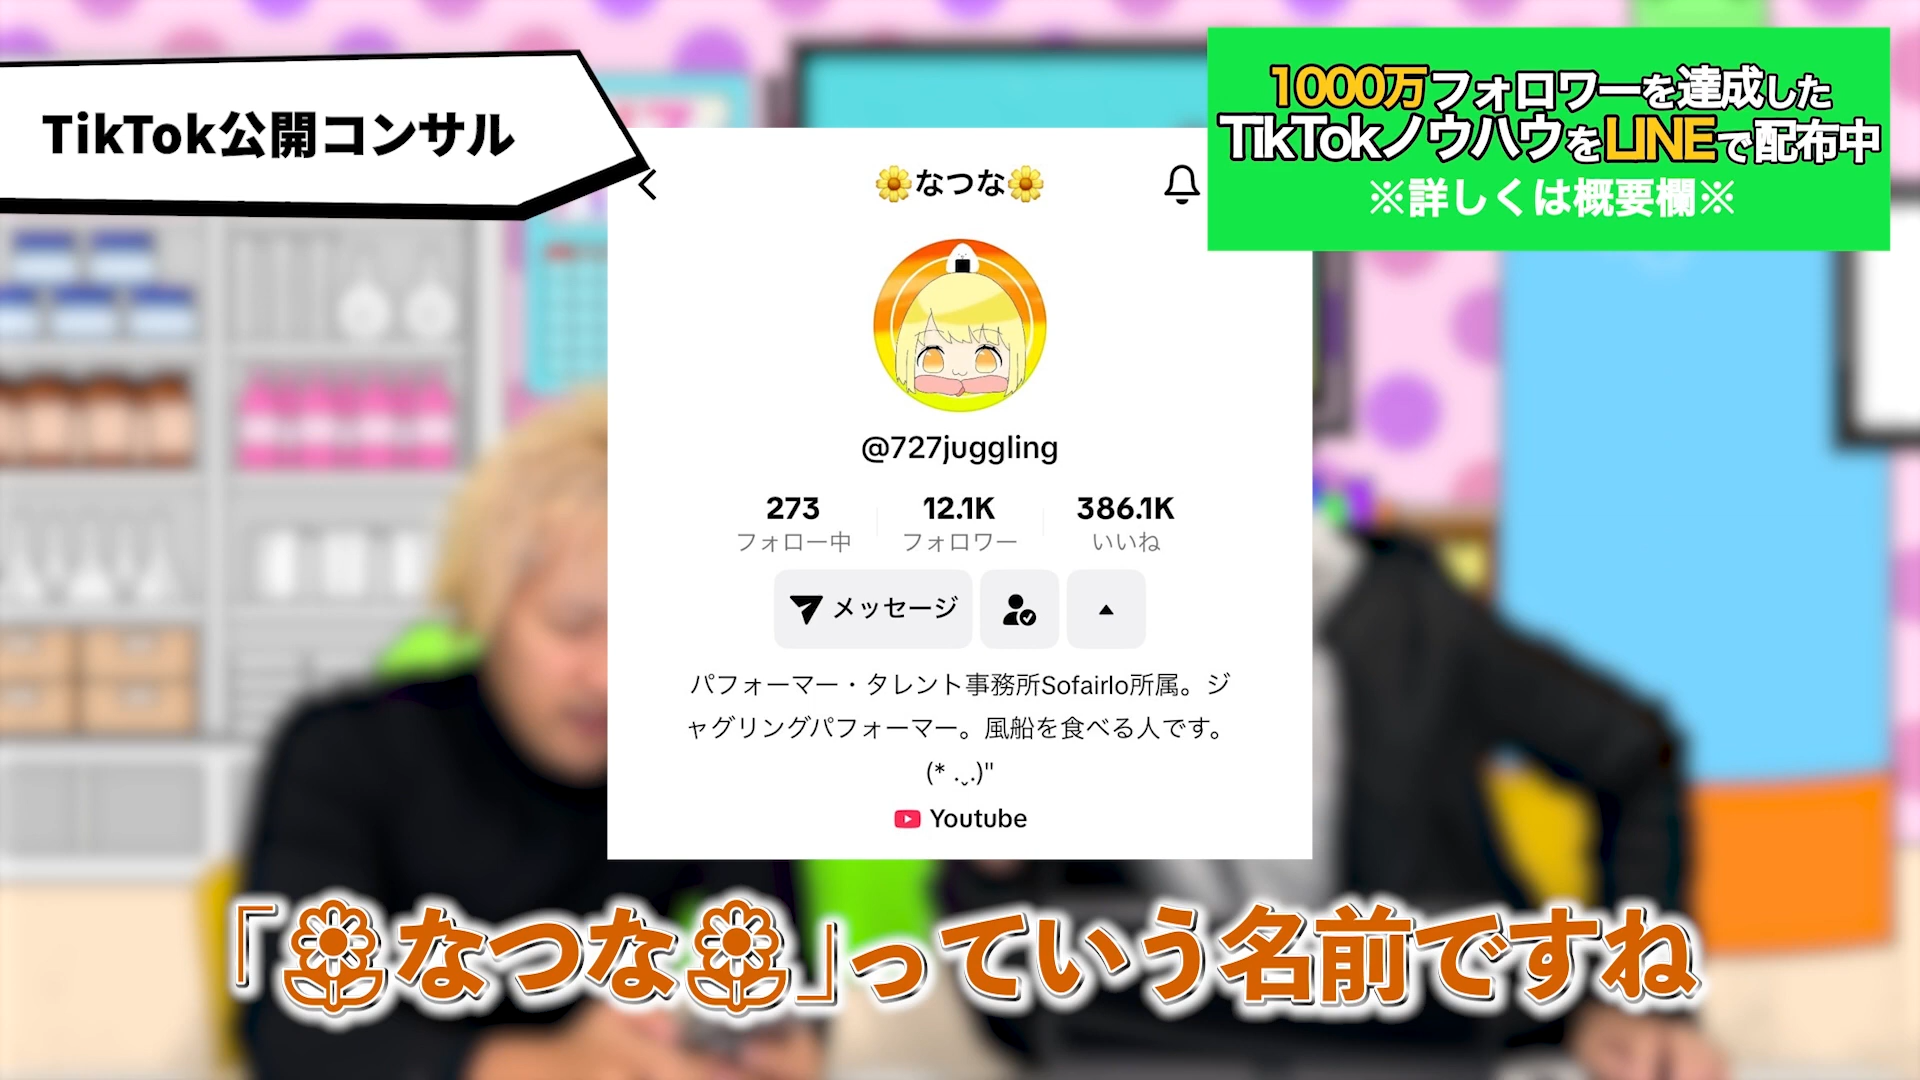 TikTok公開コンサル
1000万フォロワーを達成した
TikTokノウハウをLINEで配布中
※詳しくは概要欄※
🌼なつな🌼
@727juggling
273
フォロー中
12.1K
フォロワー
386.1K
いいね
メッセージ
パフォーマー・タレント事務所Sofairlo所属。ジ
ャグリングパフォーマー。風船を食べる人です。
(* .ˬ.)"
Youtube
「🌼なつな🌼」っていう名前ですね